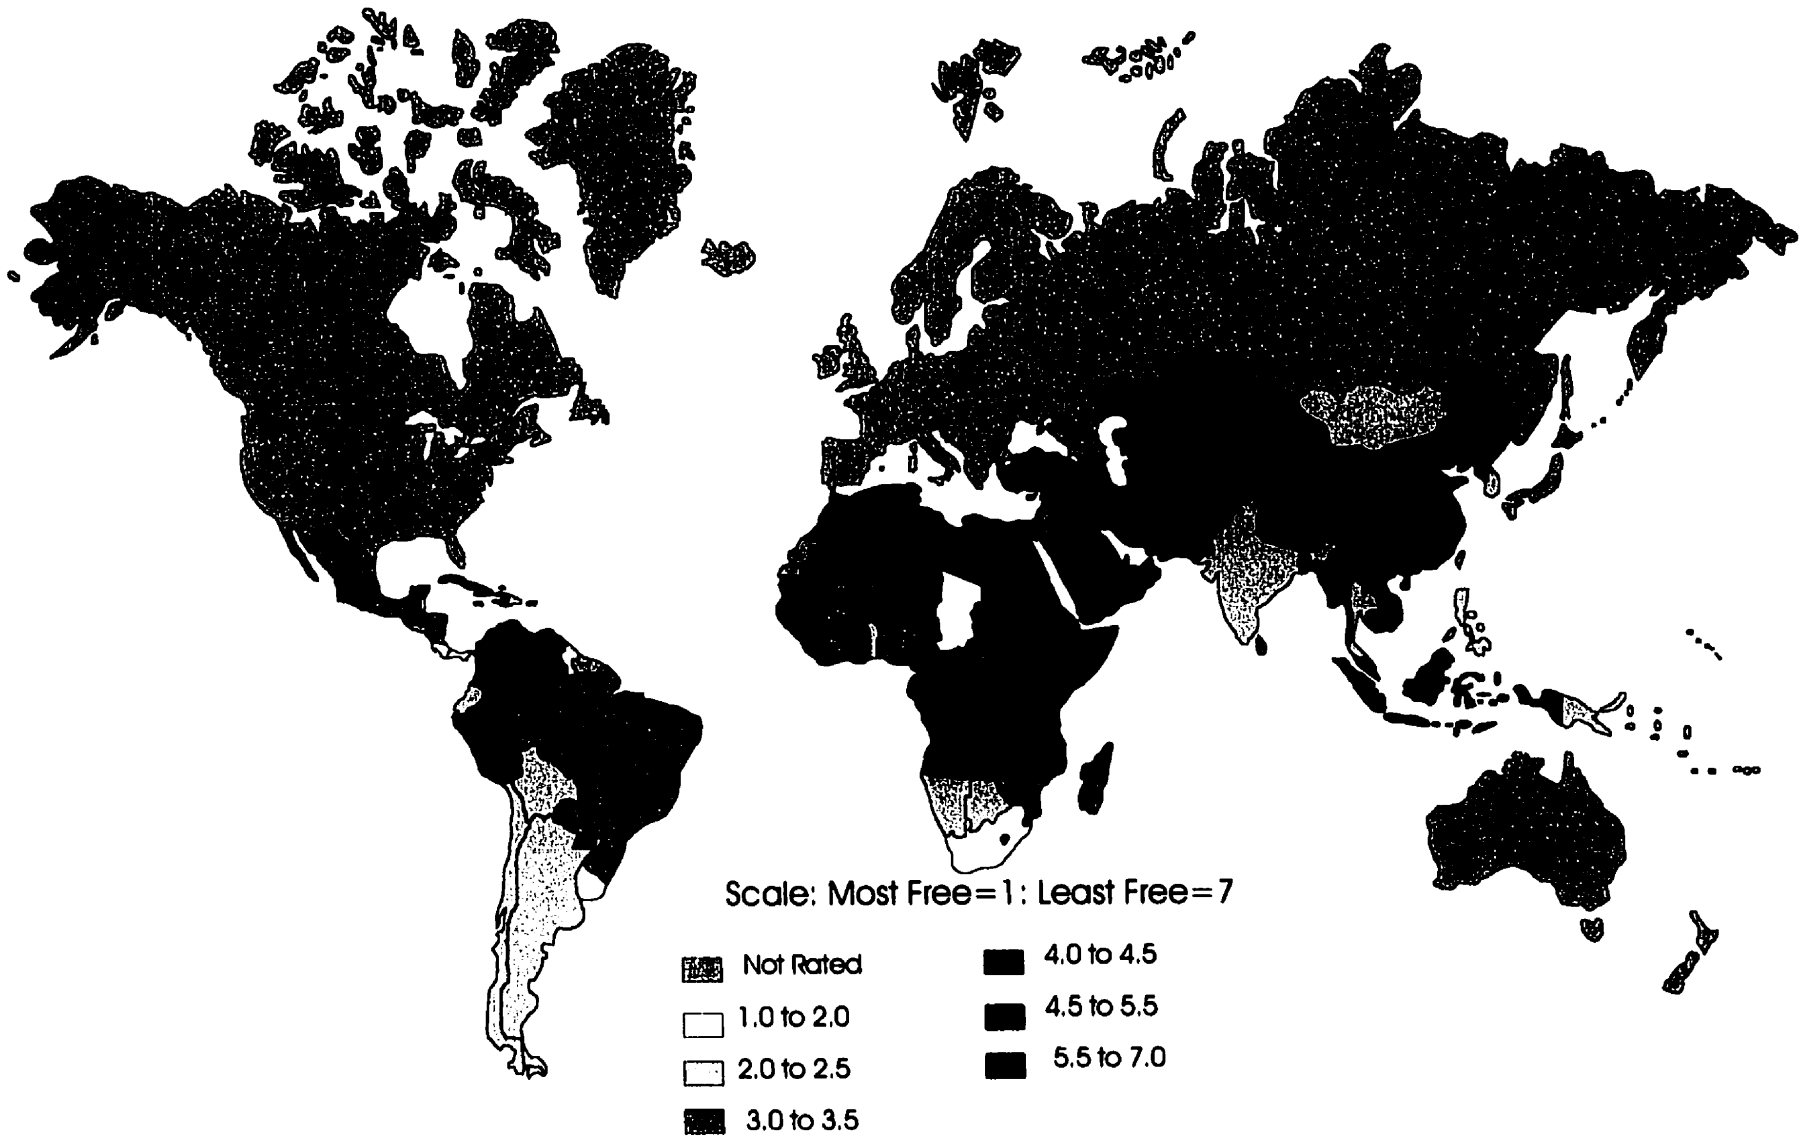 Scale: Most Free=1: Least Free=7
Not Rated
1.0 to 2.0
2.0 to 2.5
3.0 to 3.5
4.0 to 4.5
4.5 to 5.5
5.5 to 7.0